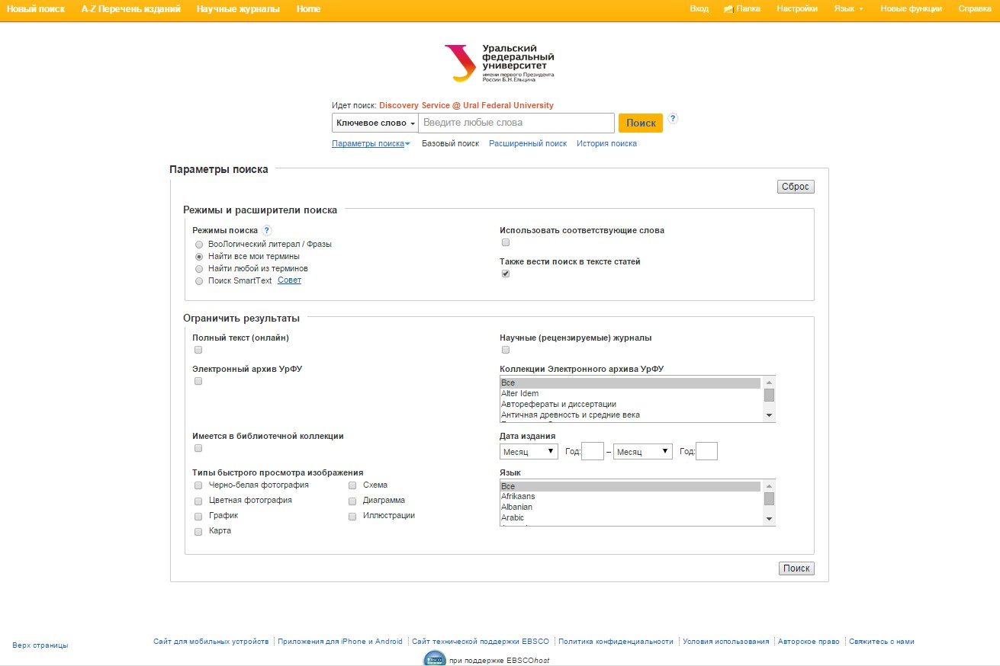 Новый поиск A-Z Перечень изданий Научные журналы Home Вход Папка Настройки Язык Новые функции Справка
Уральский
федеральный
университет
имени первого Президента
России Б.Н.Ельцина
Идет поиск: Discovery Service @ Ural Federal University
Ключевое слово Введите любые слова Поиск ?
Параметры поиска Базовый поиск Расширенный поиск История поиска
Параметры поиска
Сброс
Режимы и расширители поиска
Режимы поиска ? Использовать соответствующие слова
BooЛогический литерал / Фразы
Найти все мои термины
Также вести поиск в тексте статей
Найти любой из терминов
Поиск SmartText Совет
Ограничить результаты
Полный текст (онлайн) Научные (рецензируемые) журналы
Электронный архив УрФУ Коллекции Электронного архива УрФУ
Все
Alter Idem
Авторефераты и диссертации
Античная древность и средние века
Имеется в библиотечной коллекции Дата издания
Месяц Год: – Месяц Год:
Типы быстрого просмотра изображения Язык
Черно-белая фотография Схема Все
Цветная фотография Диаграмма Afrikaans
Albanian
График Иллюстрации Arabic
Карта
Поиск
Верх страницы Сайт для мобильных устройств Приложения для iPhone и Android Сайт технической поддержки EBSCO Политика конфиденциальности Условия использования Авторское право Свяжитесь с нами
EBSCO при поддержке EBSCOhost